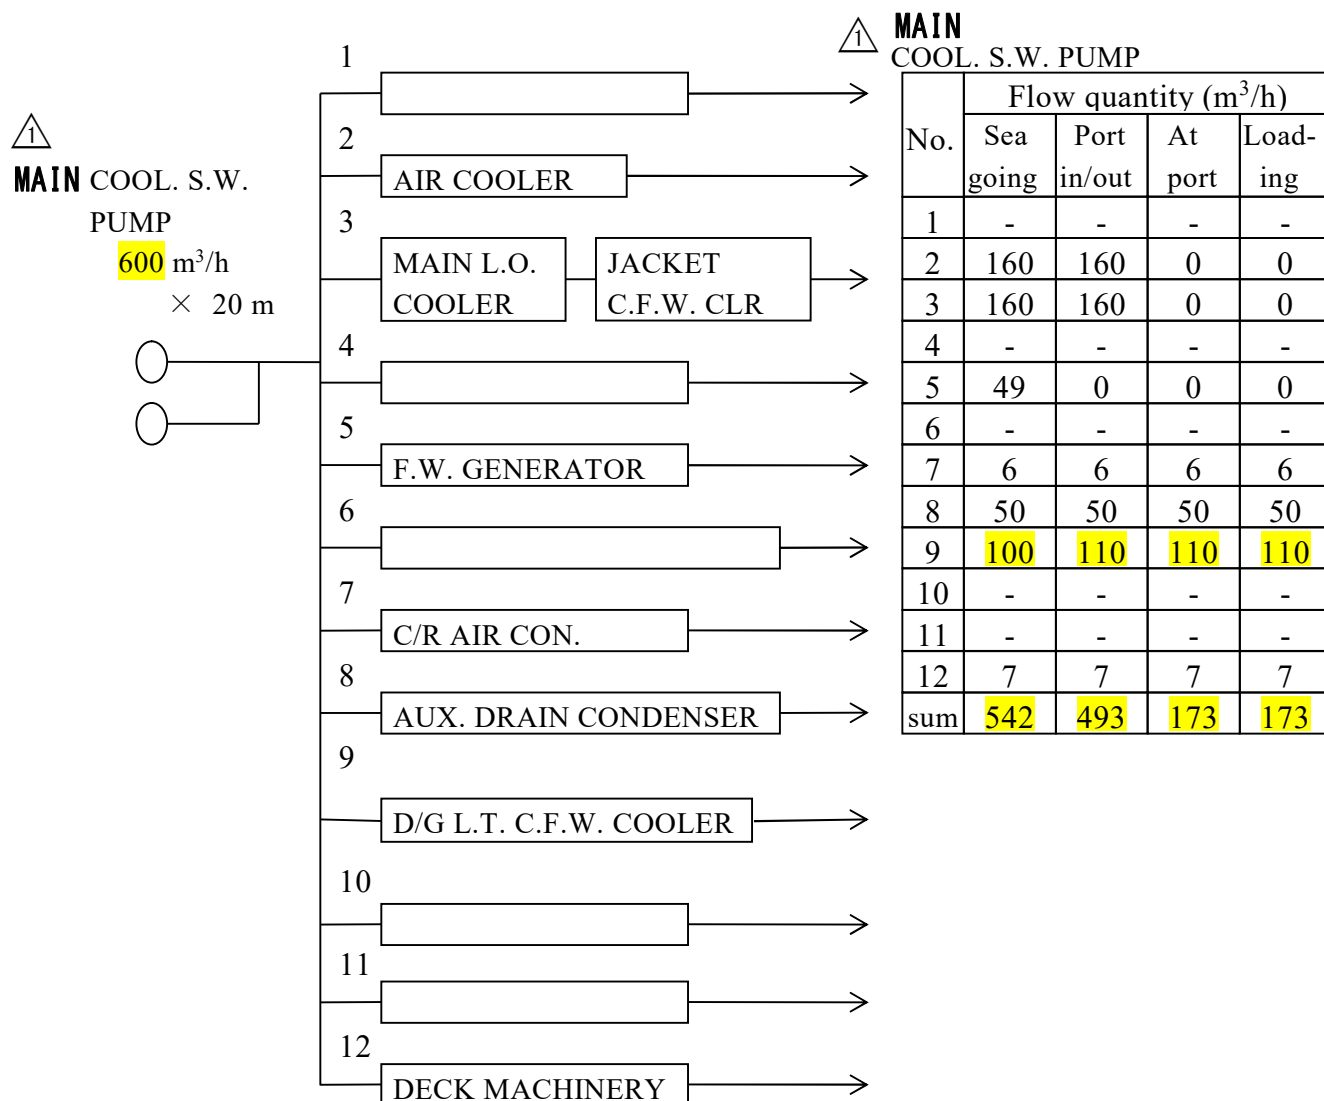 1
MAIN
COOL. S.W. PUMP
1
MAIN COOL. S.W.
PUMP
600 m³/h
× 20 m
1
2
AIR COOLER
3
MAIN L.O.
COOLER
JACKET
C.F.W. CLR
4
5
F.W. GENERATOR
6
7
C/R AIR CON.
8
AUX. DRAIN CONDENSER
9
D/G L.T. C.F.W. COOLER
10
11
12
DECK MACHINERY
No.
Flow quantity (m³/h)
Sea going
Port in/out
At port
Load-ing
1 - - - -
2 160 160 0 0
3 160 160 0 0
4 - - - -
5 49 0 0 0
6 - - - -
7 6 6 6 6
8 50 50 50 50
9 100 110 110 110
10 - - - -
11 - - - -
12 7 7 7 7
sum 542 493 173 173